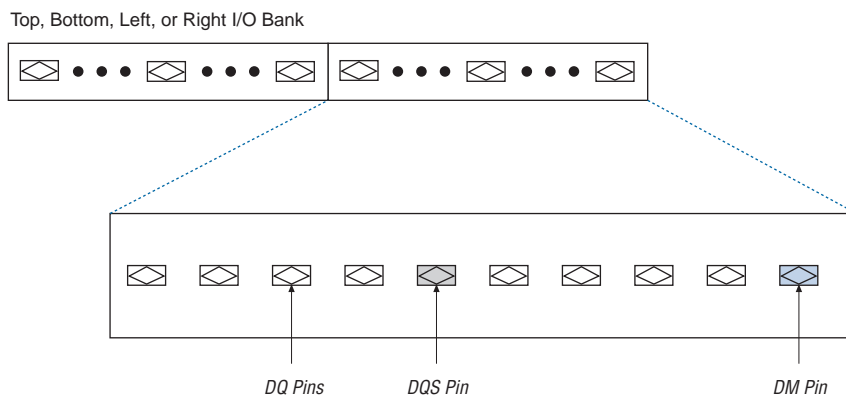 Top, Bottom, Left, or Right I/O Bank
DQ Pins
DQS Pin
DM Pin